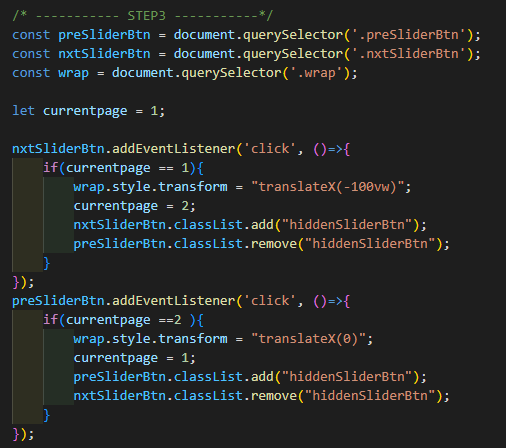 /* ----------- STEP3 -----------*/
const preSliderBtn = document.querySelector('.preSliderBtn');
const nxtSliderBtn = document.querySelector('.nxtSliderBtn');
const wrap = document.querySelector('.wrap');

let currentpage = 1;

nxtSliderBtn.addEventListener('click', ()=>{
    if(currentpage == 1){
        wrap.style.transform = "translateX(-100vw)";
        currentpage = 2;
        nxtSliderBtn.classList.add("hiddenSliderBtn");
        preSliderBtn.classList.remove("hiddenSliderBtn");
    }
});
preSliderBtn.addEventListener('click', ()=>{
    if(currentpage ==2 ){
        wrap.style.transform = "translateX(0)";
        currentpage = 1;
        preSliderBtn.classList.add("hiddenSliderBtn");
        nxtSliderBtn.classList.remove("hiddenSliderBtn");
    }
});